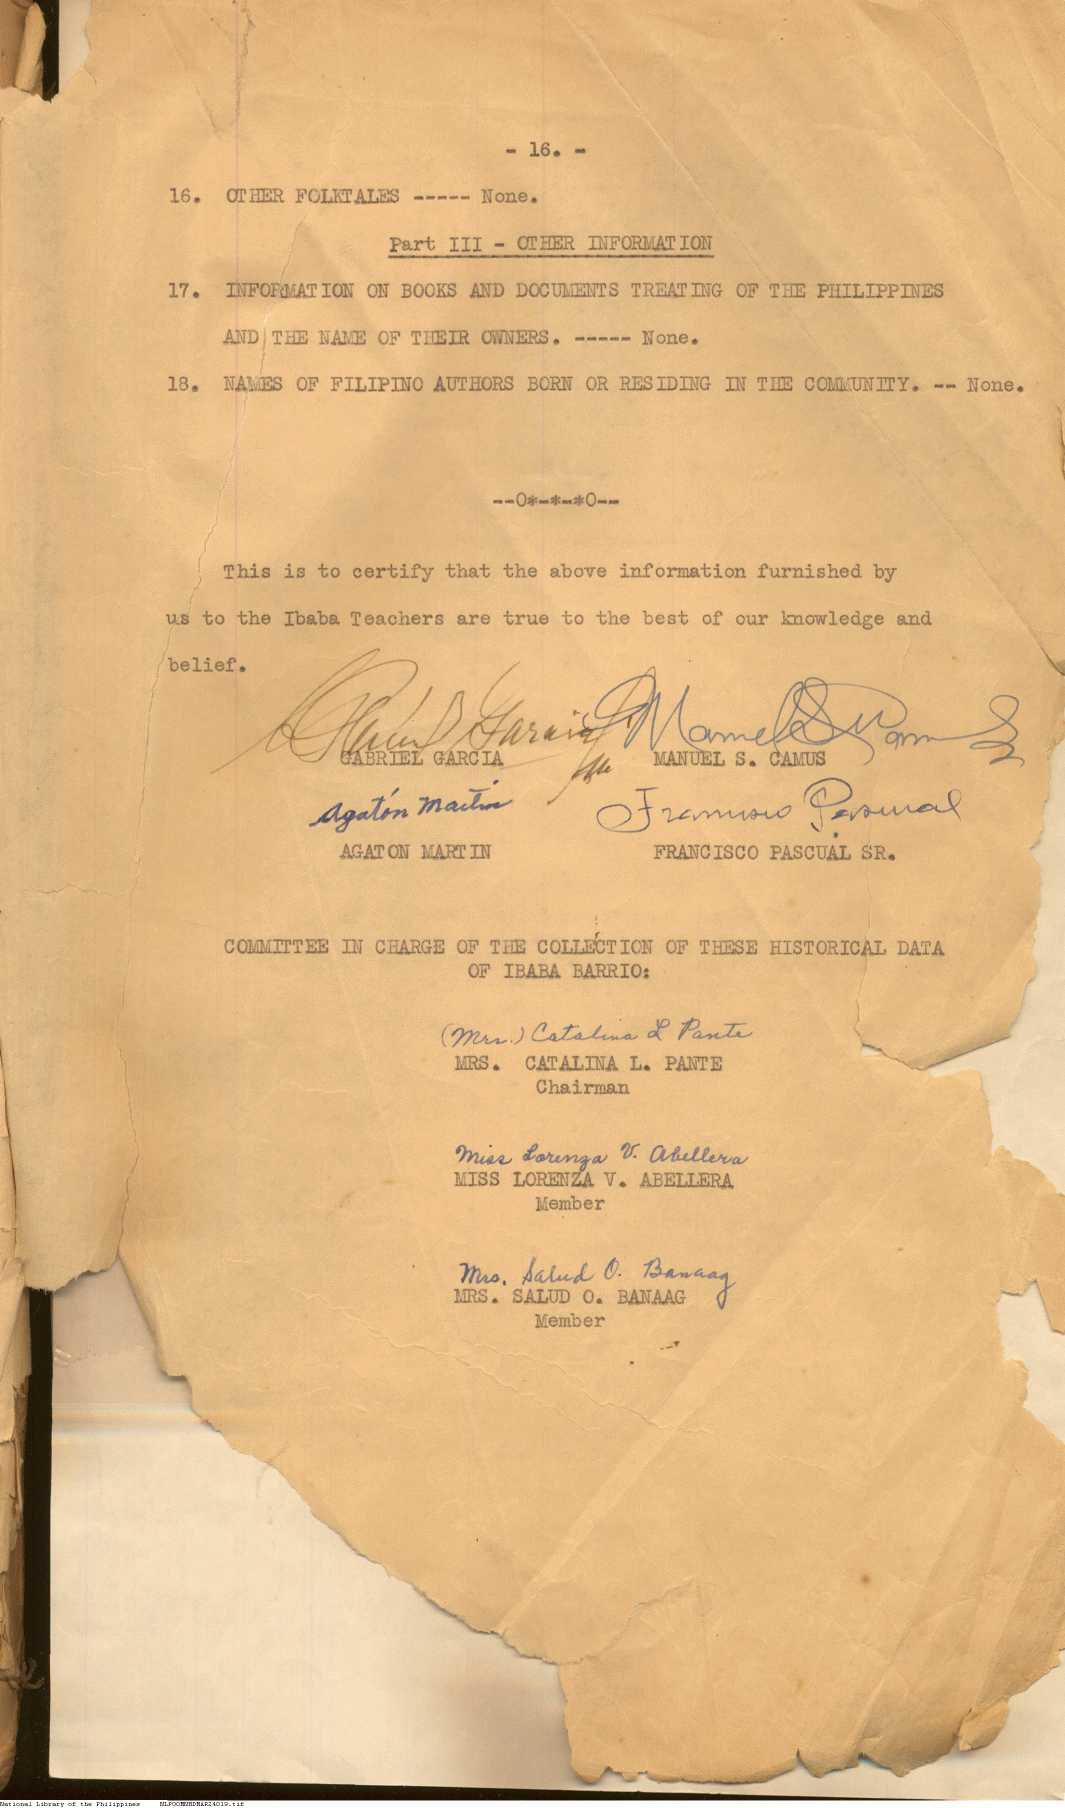 - 16. -
16. OTHER FOLKTALES ----- None.
Part III - OTHER INFORMATION
17. INFORMATION ON BOOKS AND DOCUMENTS TREATING OF THE PHILIPPINES
AND THE NAME OF THEIR OWNERS. ----- None.
18. NAMES OF FILIPINO AUTHORS BORN OR RESIDING IN THE COMMUNITY. -- None.
--O*-*-*O--
This is to certify that the above information furnished by
us to the Ibaba Teachers are true to the best of our knowledge and
belief.
Garcia Manuel S. Camus
GABRIEL GARCIA MANUEL S. CAMUS
Agatón Martin Francisco Pascual
AGATON MARTIN FRANCISCO PASCUAL SR.
COMMITTEE IN CHARGE OF THE COLLECTION OF THESE HISTORICAL DATA
OF IBABA BARRIO:
(Mrs.) Catalina L Pante
MRS. CATALINA L. PANTE
Chairman
Miss Lorenza V. Abellera
MISS LORENZA V. ABELLERA
Member
Mrs. Salud O. Banaag
MRS. SALUD O. BANAAG
Member
National Library of the Philippines